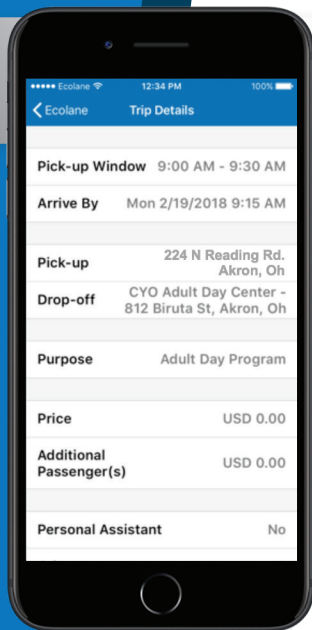 Ecolane 12:34 PM 100%
Ecolane Trip Details
Pick-up Window 9:00 AM - 9:30 AM
Arrive By Mon 2/19/2018 9:15 AM
Pick-up 224 N Reading Rd.
Akron, Oh
Drop-off CYO Adult Day Center -
812 Biruta St, Akron, Oh
Purpose Adult Day Program
Price USD 0.00
Additional
Passenger(s) USD 0.00
Personal Assistant No